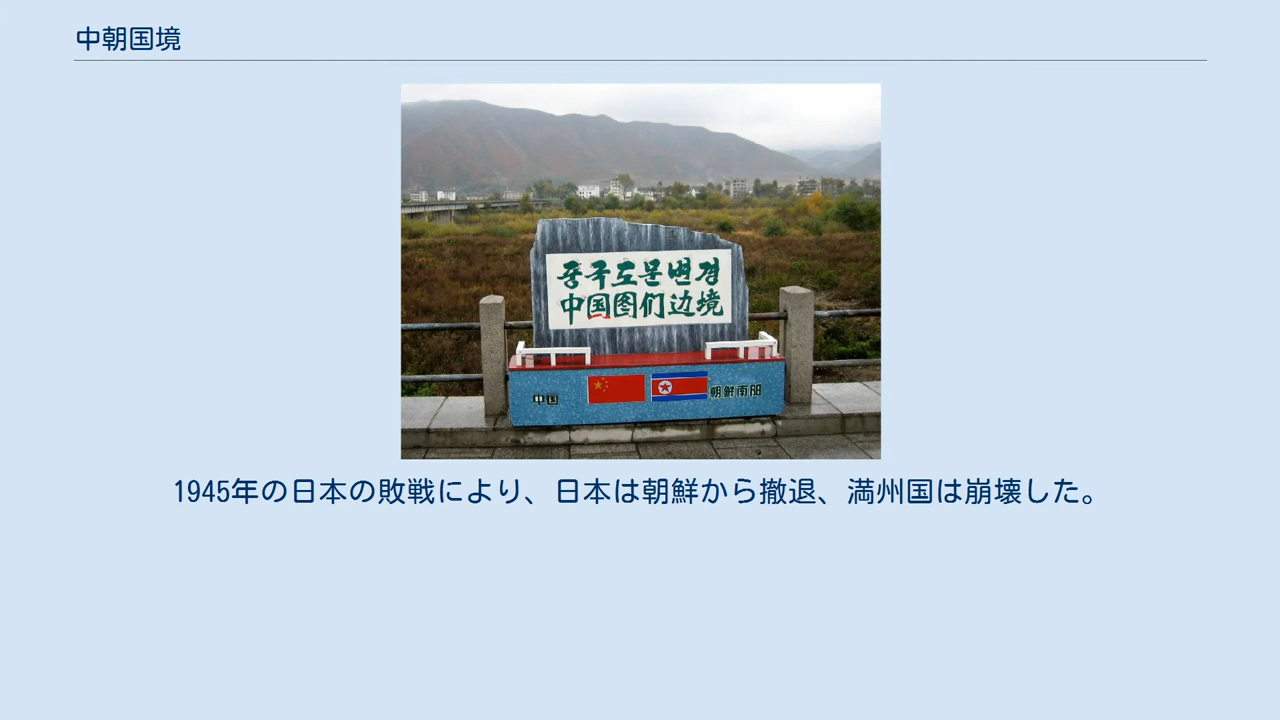 中朝国境
중국도문변경
中国图们边境
中国
朝鲜南阳
1945年の日本の敗戦により、日本は朝鮮から撤退、満州国は崩壊した。